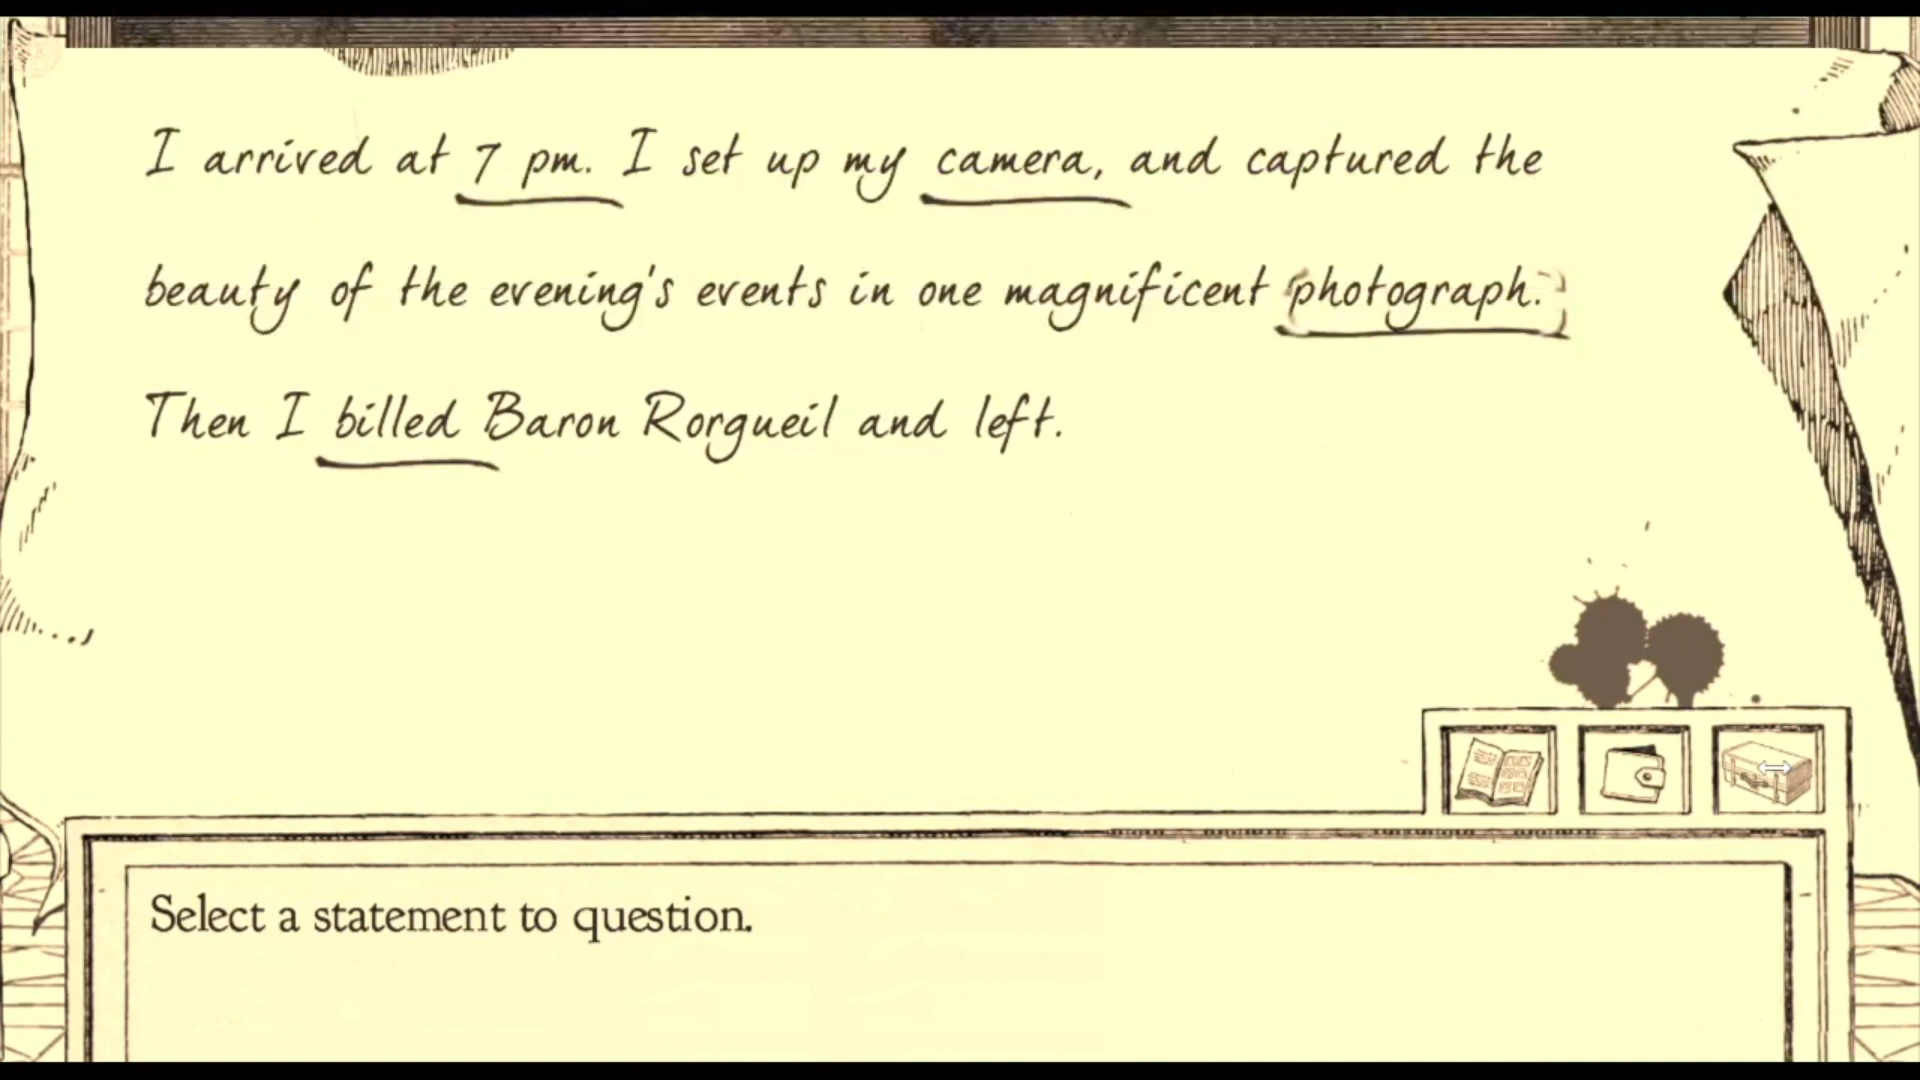 I arrived at 7 pm. I set up my camera, and captured the
beauty of the evening's events in one magnificent photograph.
Then I billed Baron Rorgueil and left.
Select a statement to question.